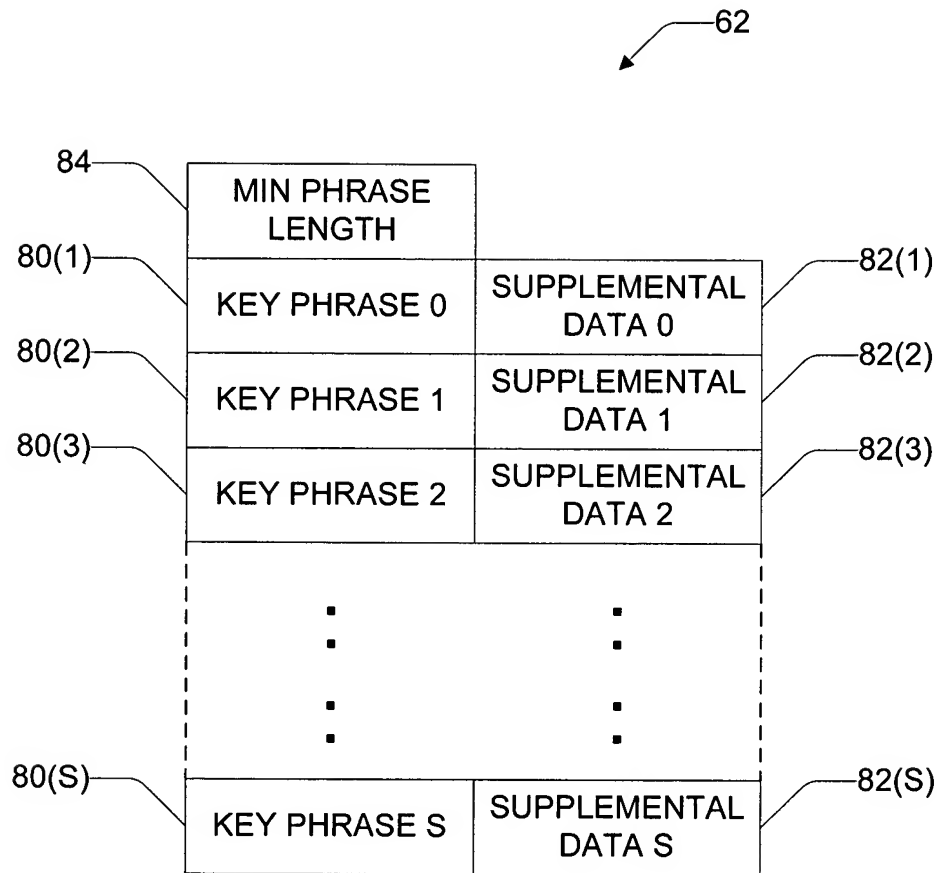 62
84
MIN PHRASE
LENGTH
80(1)
82(1)
KEY PHRASE 0
SUPPLEMENTAL
DATA 0
80(2)
82(2)
KEY PHRASE 1
SUPPLEMENTAL
DATA 1
80(3)
82(3)
KEY PHRASE 2
SUPPLEMENTAL
DATA 2
80(S)
82(S)
KEY PHRASE S
SUPPLEMENTAL
DATA S